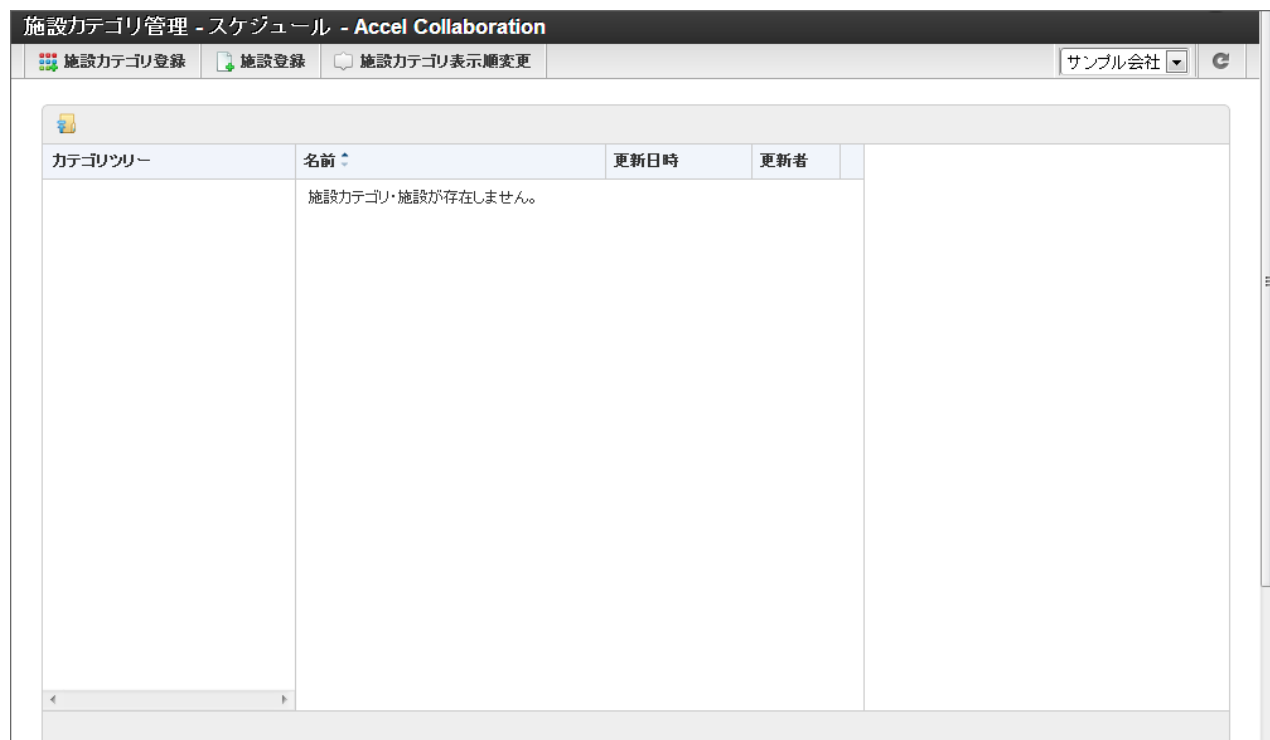 施設カテゴリ管理 - スケジュール - Accel Collaboration
施設カテゴリ登録 施設登録 施設カテゴリ表示順変更 サンプル会社
カテゴリツリー 名前 更新日時 更新者
施設カテゴリ・施設が存在しません。